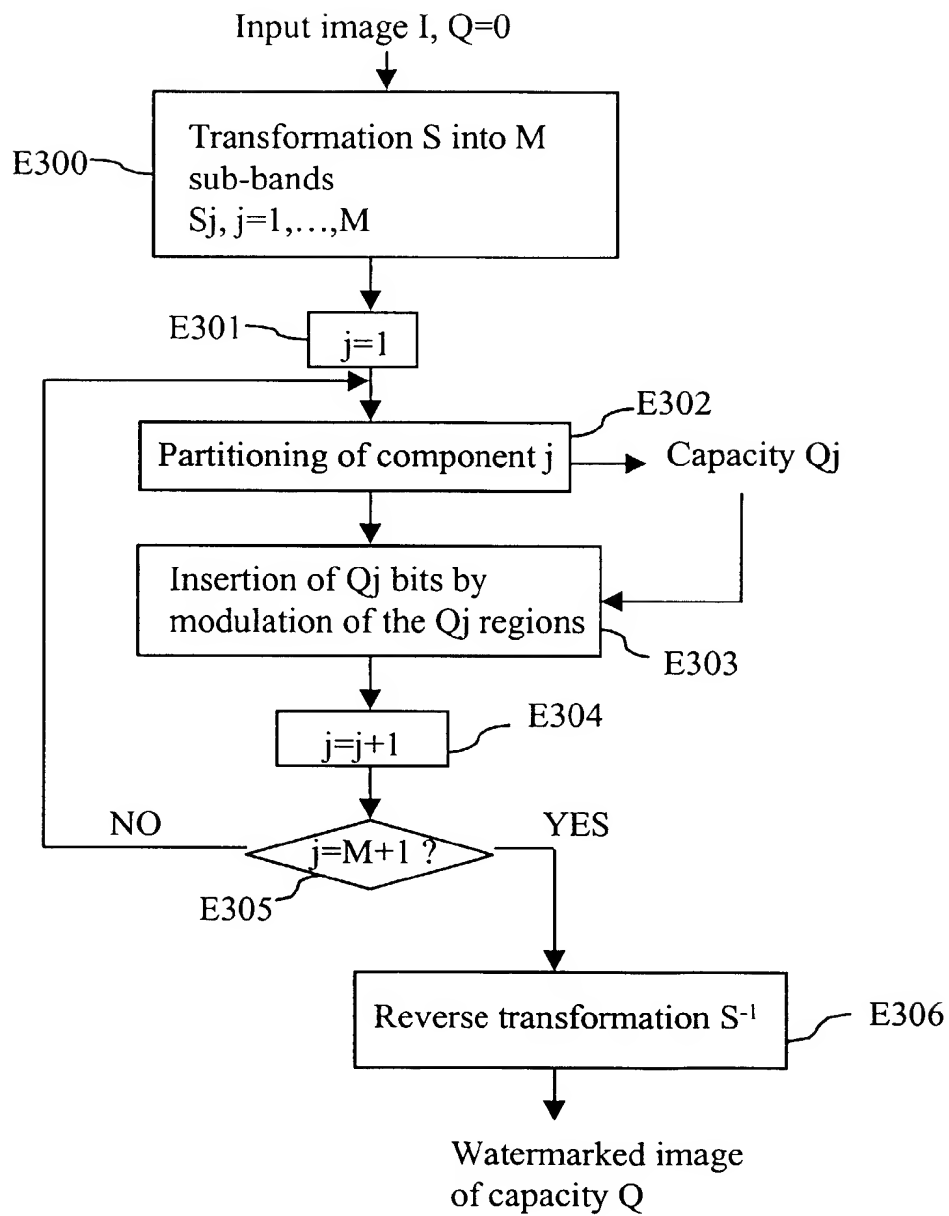 Input image I, Q=0
E300
Transformation S into M
sub-bands
Sj, j=1,...,M
E301
j=1
E302
Partitioning of component j
Capacity Qj
Insertion of Qj bits by
modulation of the Qj regions
E303
E304
j=j+1
NO
YES
j=M+1 ?
E305
Reverse transformation S⁻¹
E306
Watermarked image
of capacity Q